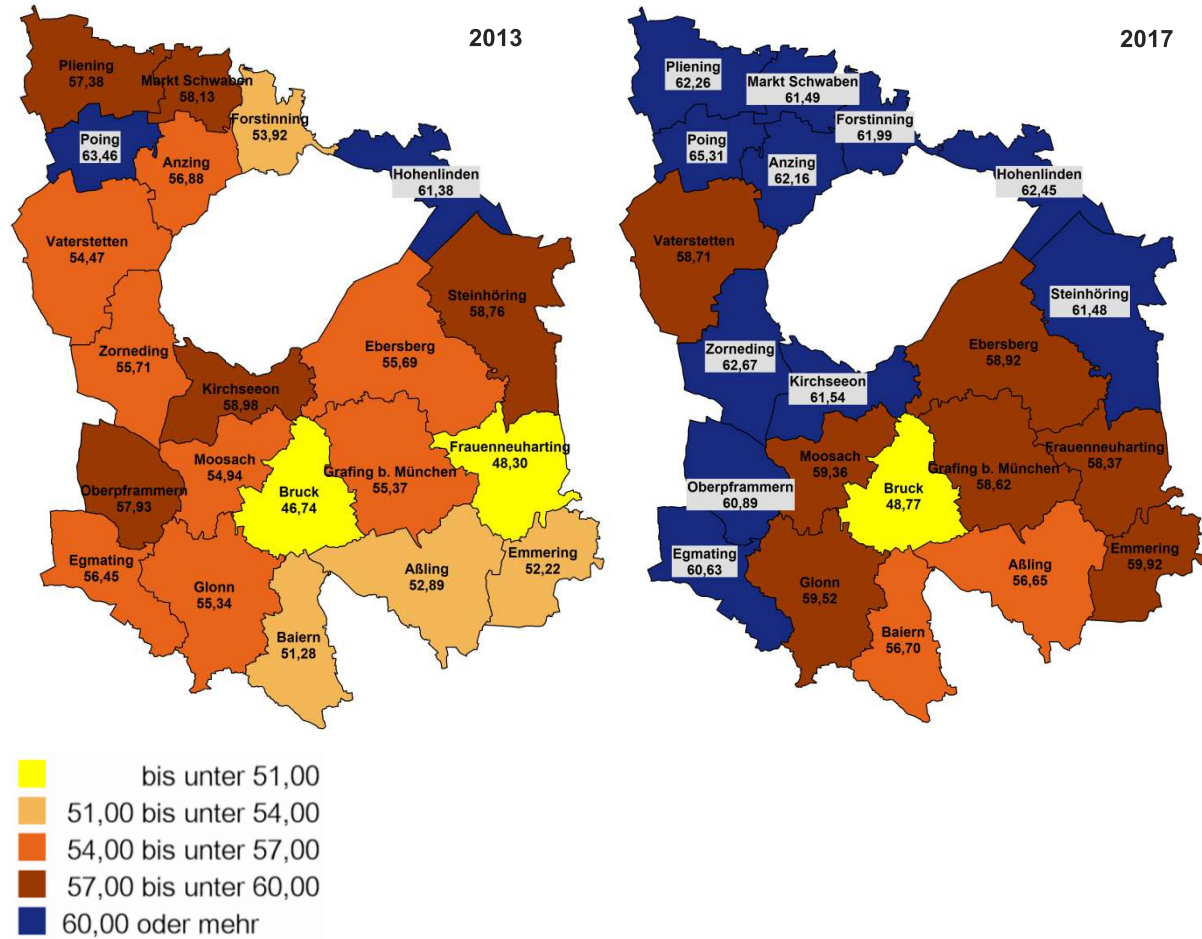 2013
Pliening
57,38
Markt Schwaben
58,13
Forstinning
53,92
Poing
63,46
Anzing
56,88
Hohenlinden
61,38
Vaterstetten
54,47
Steinhöring
58,76
Zorneding
55,71
Ebersberg
55,69
Kirchseeon
58,98
Frauenneuharting
48,30
Moosach
54,94
Grafing b. München
55,37
Bruck
46,74
Oberpframmern
57,93
Egmating
56,45
Glonn
55,34
Aßling
52,89
Emmering
52,22
Baiern
51,28
2017
Pliening
62,26
Markt Schwaben
61,49
Forstinning
61,99
Poing
65,31
Anzing
62,16
Hohenlinden
62,45
Vaterstetten
58,71
Steinhöring
61,48
Zorneding
62,67
Ebersberg
58,92
Kirchseeon
61,54
Frauenneuharting
58,37
Moosach
59,36
Grafing b. München
58,62
Bruck
48,77
Oberpframmern
60,89
Egmating
60,63
Glonn
59,52
Aßling
56,65
Emmering
59,92
Baiern
56,70
bis unter 51,00
51,00 bis unter 54,00
54,00 bis unter 57,00
57,00 bis unter 60,00
60,00 oder mehr